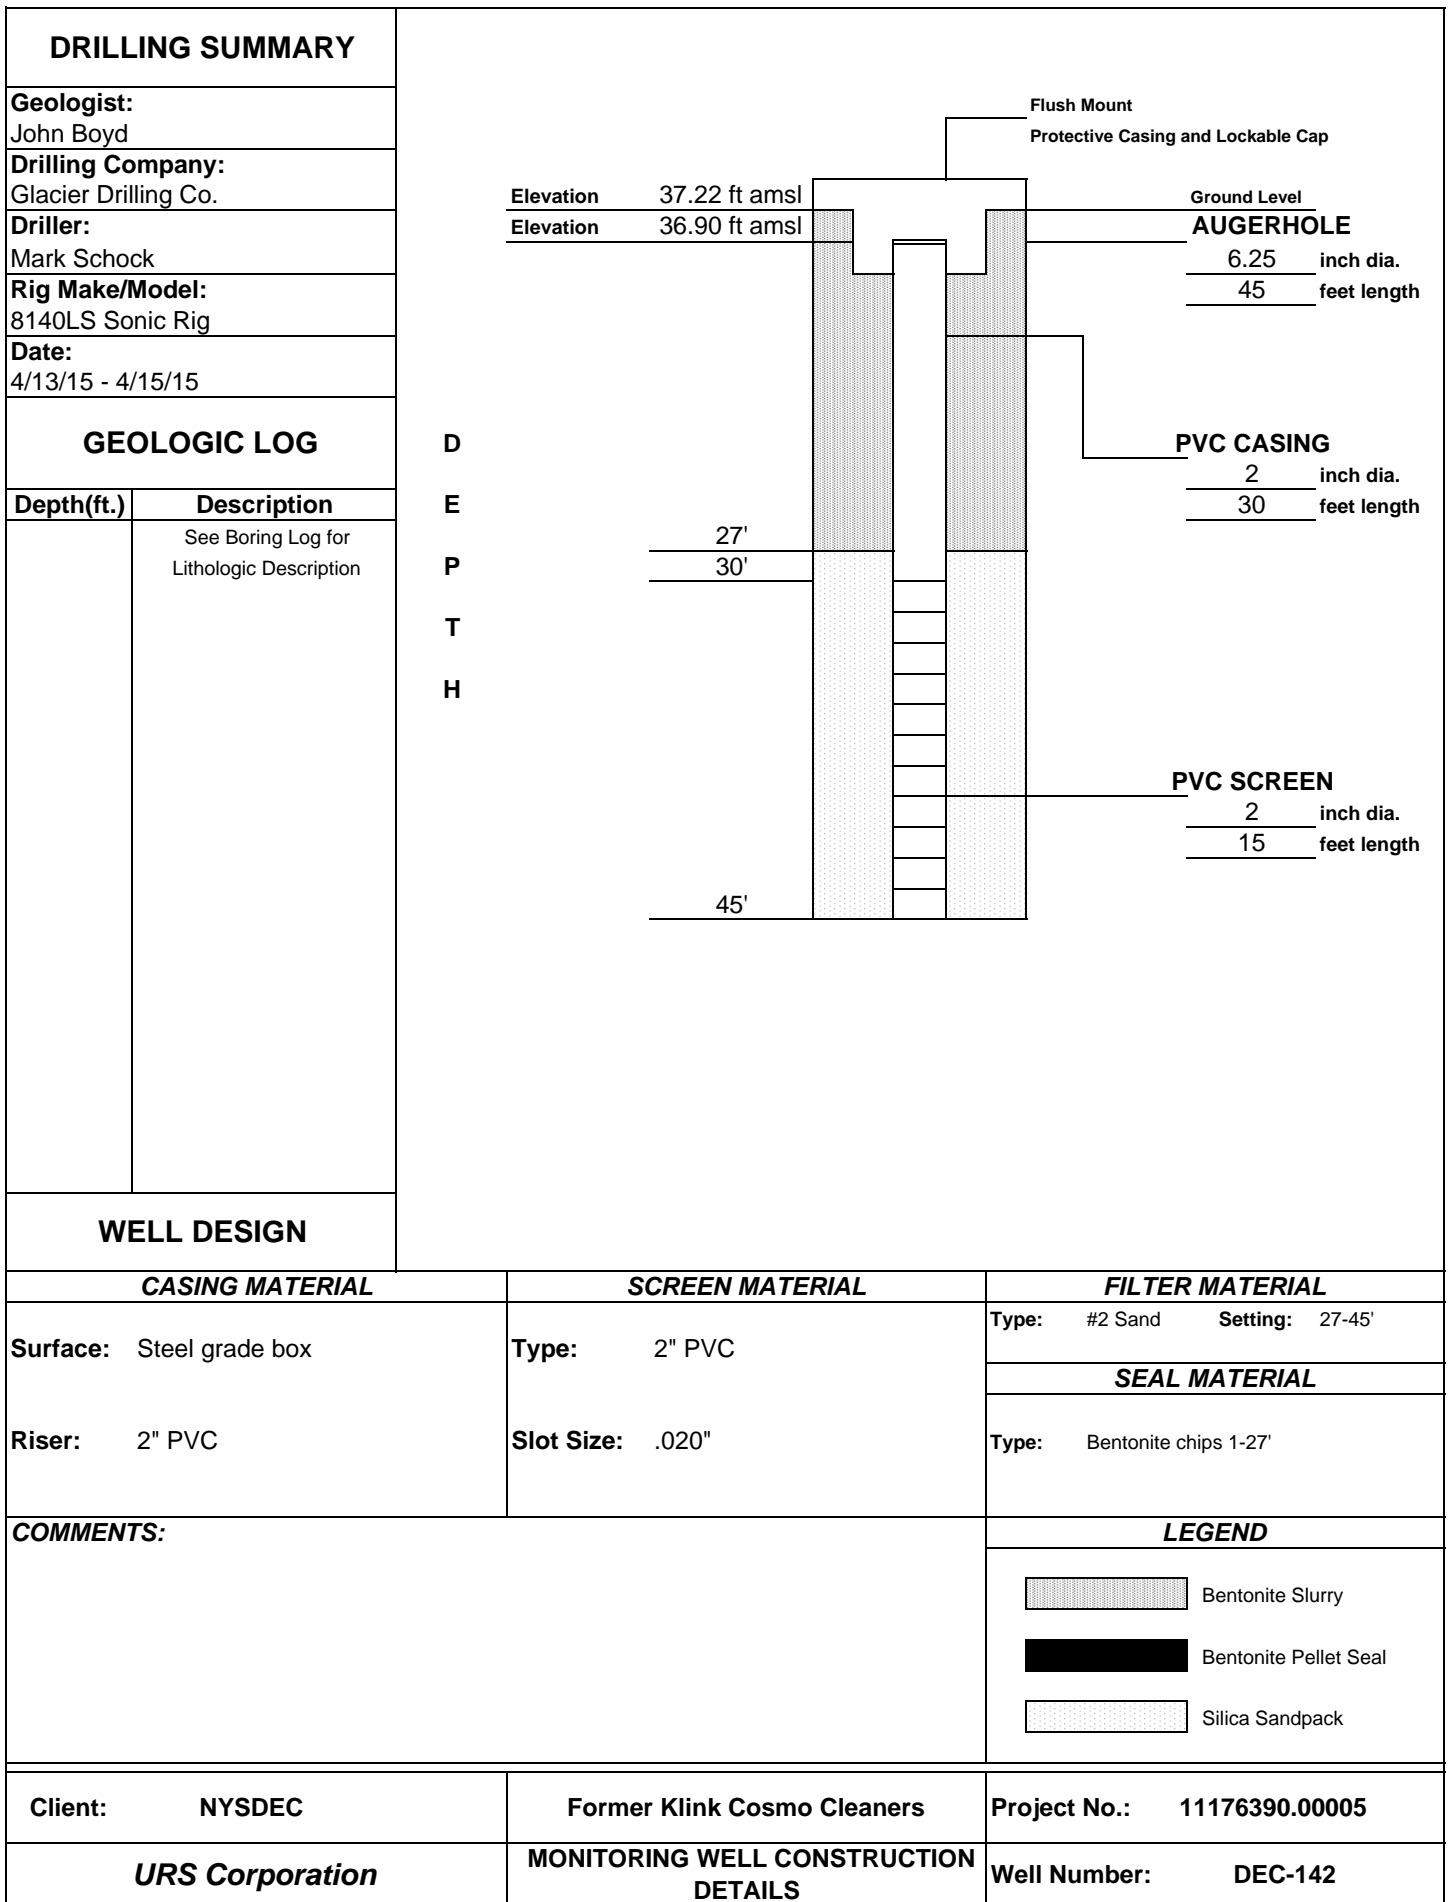 DRILLING SUMMARY
Geologist:
John Boyd
Drilling Company:
Glacier Drilling Co.
Driller:
Mark Schock
Rig Make/Model:
8140LS Sonic Rig
Date:
4/13/15 - 4/15/15
GEOLOGIC LOG
Depth(ft.) Description
See Boring Log for
Lithologic Description
Flush Mount
Protective Casing and Lockable Cap
Elevation 37.22 ft amsl
Elevation 36.90 ft amsl
Ground Level
AUGERHOLE
6.25 inch dia.
45 feet length
D
E
P
T
H
PVC CASING
2 inch dia.
30 feet length
27'
30'
PVC SCREEN
2 inch dia.
15 feet length
45'
WELL DESIGN
CASING MATERIAL
Surface: Steel grade box
Riser: 2" PVC
SCREEN MATERIAL
Type: 2" PVC
Slot Size: .020"
FILTER MATERIAL
Type: #2 Sand Setting: 27-45'
SEAL MATERIAL
Type: Bentonite chips 1-27'
COMMENTS:
LEGEND
Bentonite Slurry
Bentonite Pellet Seal
Silica Sandpack
Client: NYSDEC
Former Klink Cosmo Cleaners
Project No.: 11176390.00005
URS Corporation
MONITORING WELL CONSTRUCTION
DETAILS
Well Number: DEC-142